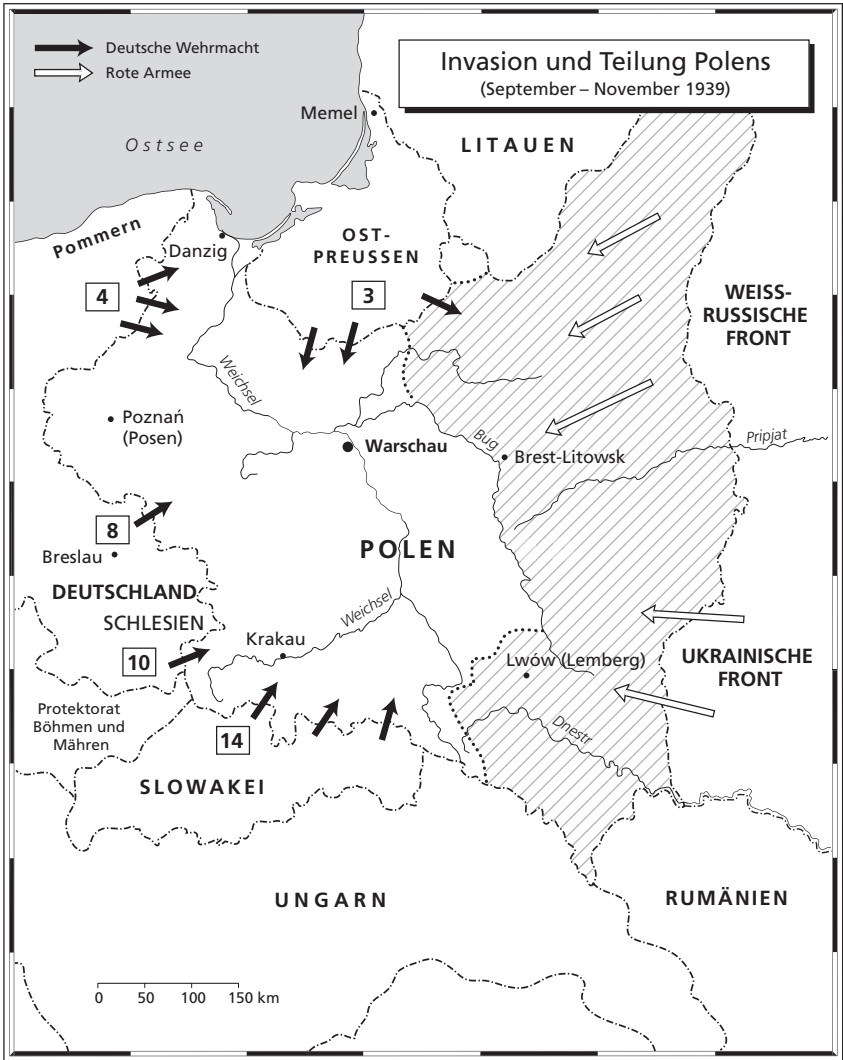 Deutsche Wehrmacht
Rote Armee
Invasion und Teilung Polens
(September – November 1939)
Memel
Ostsee
LITAUEN
Pommern
Danzig
OST-
PREUSSEN
4
3
WEISS-
RUSSISCHE
FRONT
Weichsel
Poznań
(Posen)
Warschau
Bug
Brest-Litowsk
Pripjat
8
Breslau
POLEN
DEUTSCHLAND
SCHLESIEN
Weichsel
Krakau
10
Lwów (Lemberg)
UKRAINISCHE
FRONT
Protektorat
Böhmen und
Mähren
14
Dnestr
SLOWAKEI
UNGARN
RUMÄNIEN
0 50 100 150 km